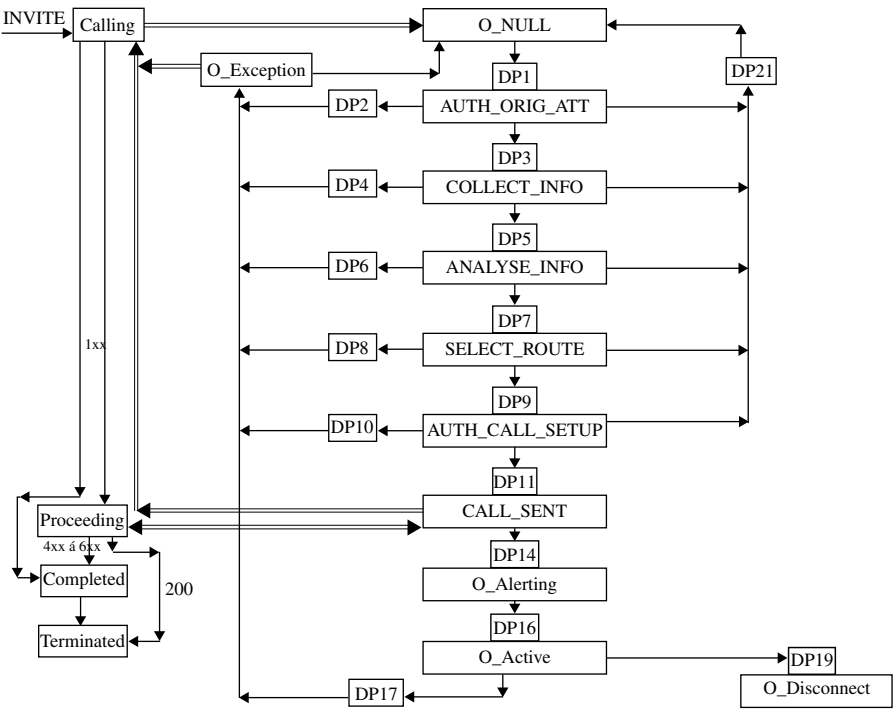 INVITE
Calling
O_NULL
O_Exception
DP1
DP21
DP2
AUTH_ORIG_ATT
DP3
DP4
COLLECT_INFO
DP5
DP6
ANALYSE_INFO
DP7
1xx
DP8
SELECT_ROUTE
DP9
DP10
AUTH_CALL_SETUP
DP11
Proceeding
CALL_SENT
4xx á 6xx
DP14
Completed
200
O_Alerting
DP16
Terminated
O_Active
DP19
DP17
O_Disconnect